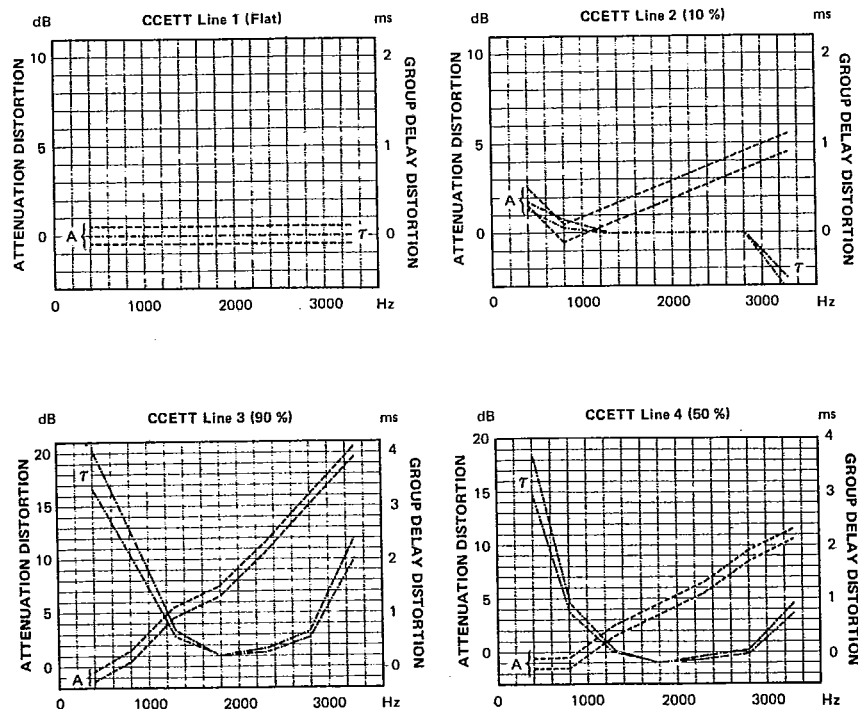 dB CCETT Line 1 (Flat) ms
ATTENUATION DISTORTION
10
5
0
A
2
1
0
τ
GROUP DELAY DISTORTION
0 1000 2000 3000 Hz
dB CCETT Line 2 (10 %) ms
ATTENUATION DISTORTION
10
5
0
A
2
1
0
τ
GROUP DELAY DISTORTION
0 1000 2000 3000 Hz
dB CCETT Line 3 (90 %) ms
ATTENUATION DISTORTION
20
15
10
5
0
τ
A
4
3
2
1
0
GROUP DELAY DISTORTION
0 1000 2000 3000 Hz
dB CCETT Line 4 (50 %) ms
ATTENUATION DISTORTION
20
15
10
5
0
τ
A
4
3
2
1
0
GROUP DELAY DISTORTION
0 1000 2000 3000 Hz